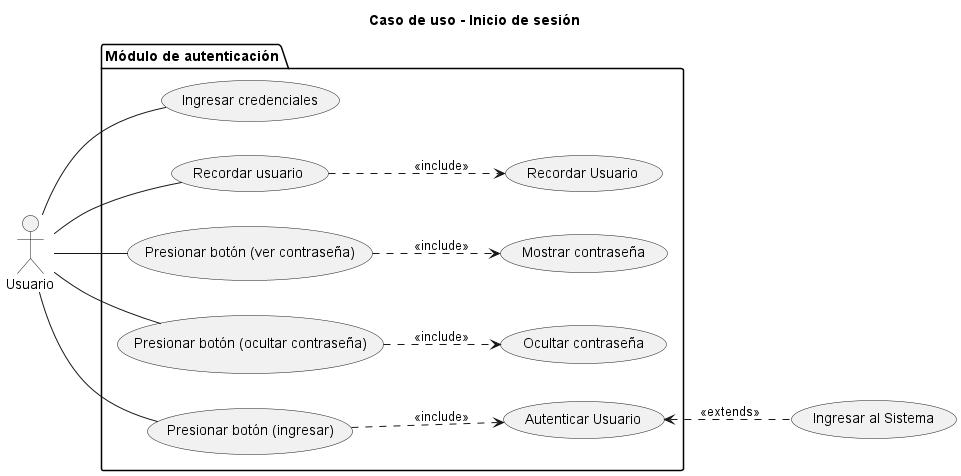 Caso de uso - Inicio de sesión
Módulo de autenticación
Ingresar credenciales
Recordar usuario
«include»
Recordar Usuario
Presionar botón (ver contraseña)
«include»
Mostrar contraseña
Usuario
Presionar botón (ocultar contraseña)
«include»
Ocultar contraseña
Presionar botón (ingresar)
«include»
Autenticar Usuario
«extends»
Ingresar al Sistema